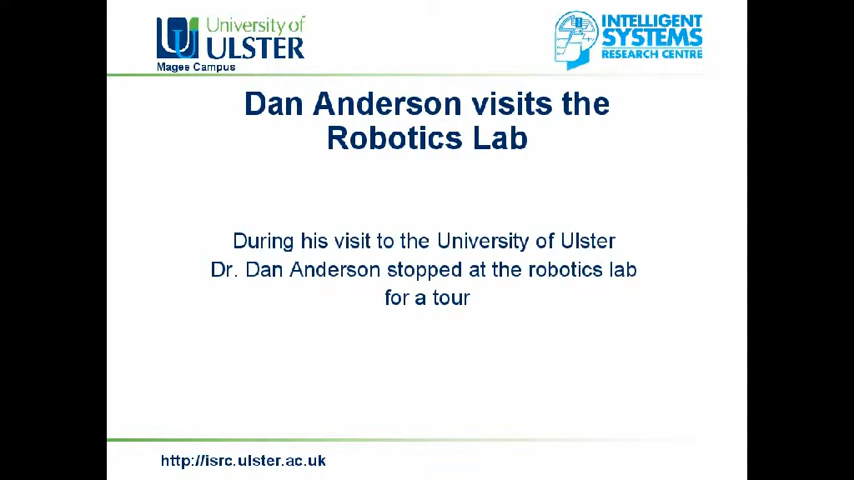 University of
ULSTER
Magee Campus
INTELLIGENT
SYSTEMS
RESEARCH CENTRE
Dan Anderson visits the
Robotics Lab
During his visit to the University of Ulster
Dr. Dan Anderson stopped at the robotics lab
for a tour
http://isrc.ulster.ac.uk